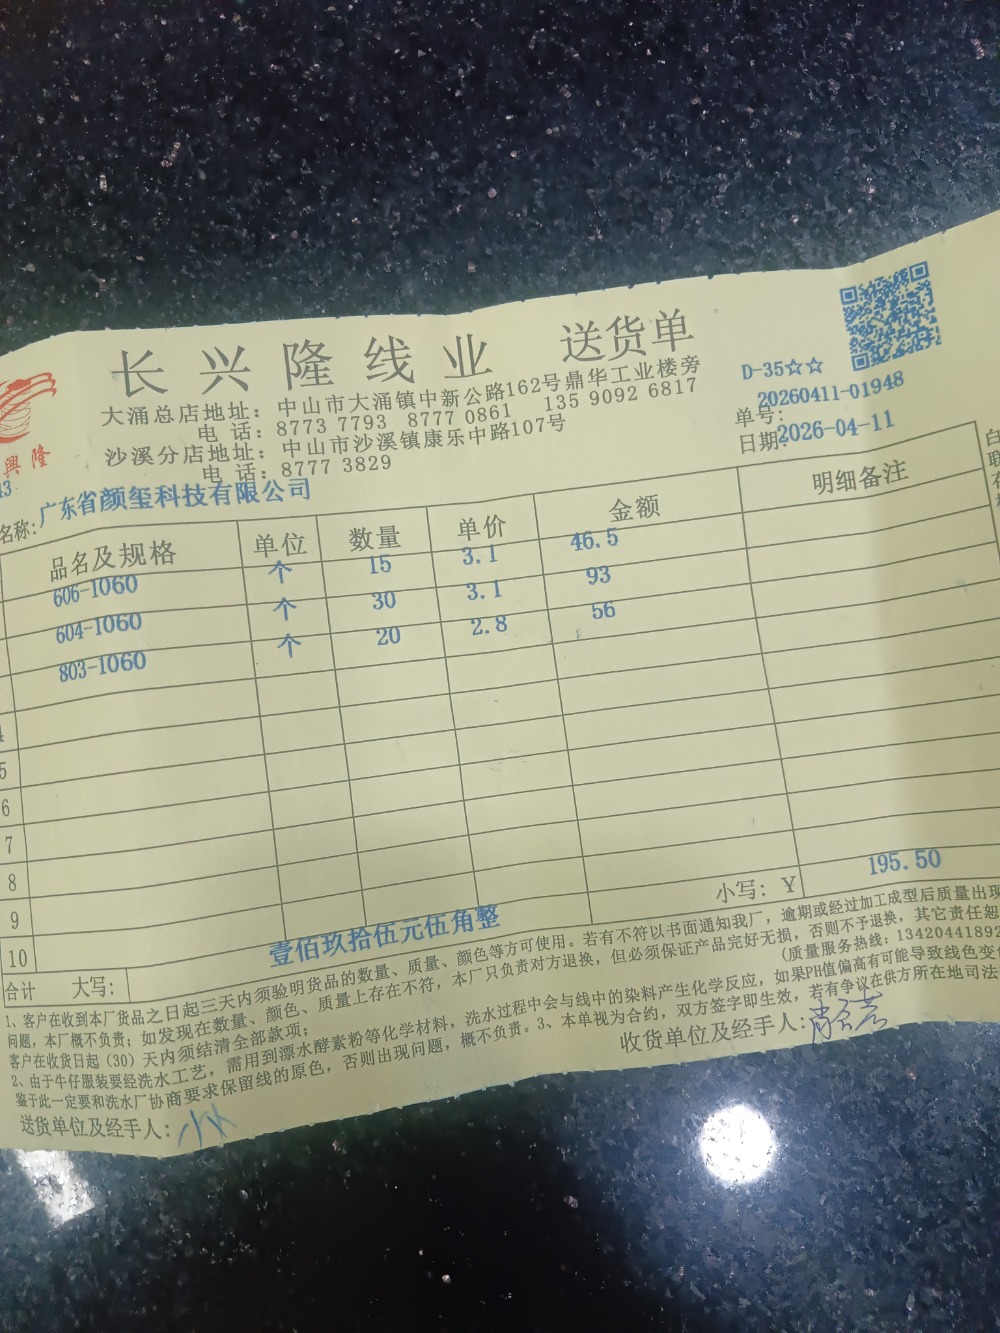 长兴隆线业 送货单
大涌总店地址：中山市大涌镇中新公路162号鼎华工业楼旁
电 话：8773 7793 8777 0861 135 9092 6817
沙溪分店地址：中山市沙溪镇康乐中路107号
电 话：8777 3829
D-35☆☆
单号：20260411-01948
日期：2026-04-11
興隆
名称：广东省颜玺科技有限公司
品名及规格 单位 数量 单价 金额 明细备注
606-1060 个 15 3.1 46.5
604-1060 个 30 3.1 93
803-1060 个 20 2.8 56
4
5
6
7
8
9
10
合计 大写：壹佰玖拾伍元伍角整 小写：￥ 195.50
1、客户在收到本厂货品之日起三天内须验明货品的数量、质量、颜色等方可使用。若有不符以书面通知我厂，逾期或经过加工成型后质量出现
问题，本厂概不负责；如发现在数量、颜色、质量上存在不符，本厂只负责对方退换，但必须保证产品完好无损，否则不予退换，其它责任恕
客户在收货日起（30）天内须结清全部款项；（质量服务热线：1342044189
2、由于牛仔服装要经洗水工艺，需用到漂水酵素粉等化学材料，洗水过程中会与线中的染料产生化学反应，如果PH值偏高有可能导致线色变
鉴于此一定要和洗水厂协商要求保留线的原色，否则出现问题，概不负责。3、本单视为合约，双方签字即生效，若有争议在供方所在地司法
送货单位及经手人：
收货单位及经手人：